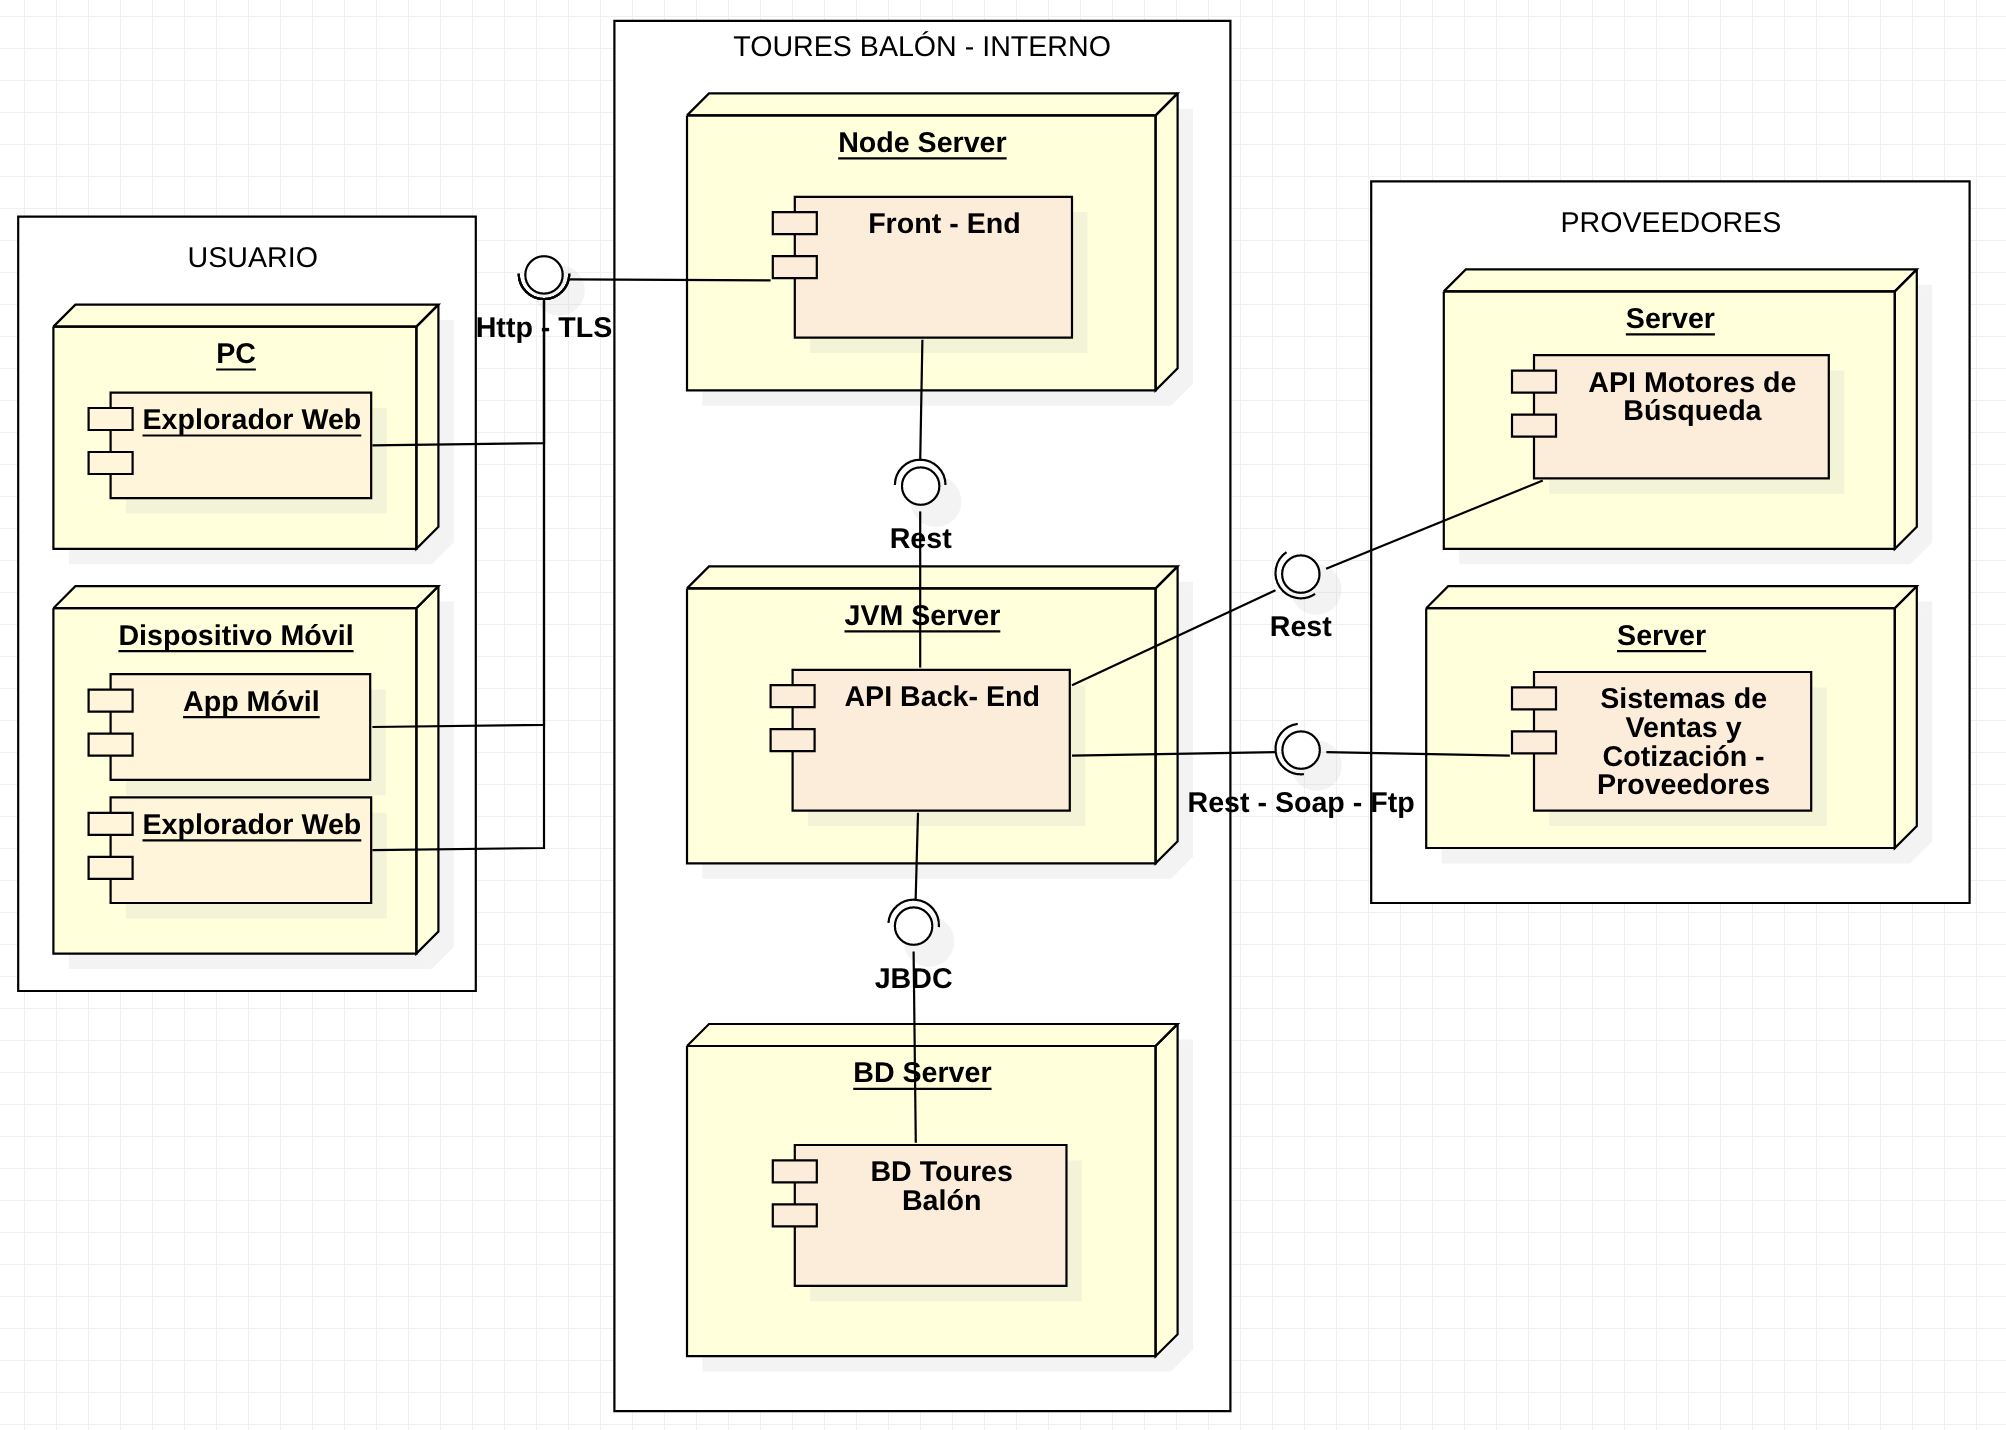 TOURES BALÓN - INTERNO
Node Server
Front - End
USUARIO
PC
Explorador Web
Dispositivo Móvil
App Móvil
Explorador Web
Http - TLS
Rest
JVM Server
API Back- End
JBDC
BD Server
BD Toures
Balón
PROVEEDORES
Server
API Motores de
Búsqueda
Rest
Server
Sistemas de
Ventas y
Cotización -
Proveedores
Rest - Soap - Ftp